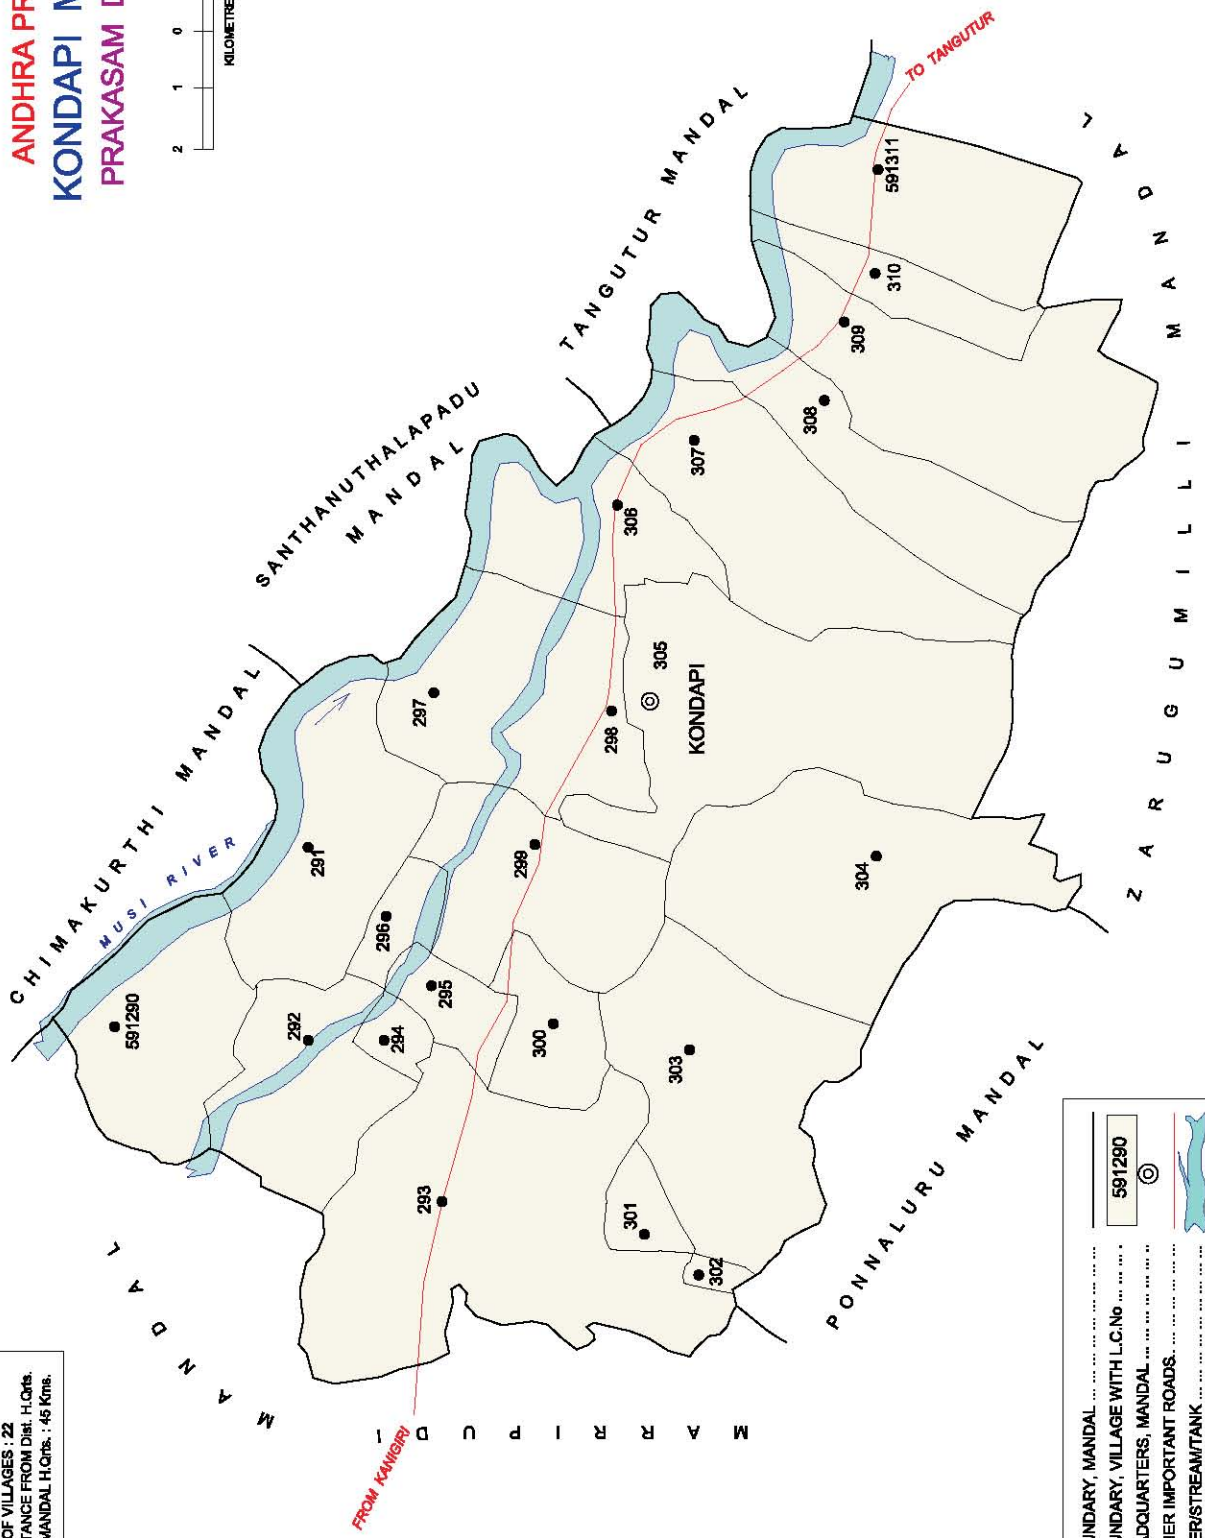 ANDHRA PR
KONDAPI M
PRAKASAM D
2 1 0
KILOMETRE
OF VILLAGES : 22
TANCE FROM Dist. H.Qrts.
MANDAL H.Qrts. : 45 Kms.
CHIMAKURTHI MANDAL
MUSI RIVER
SANTHANUTHALAPADU
MANDAL
TANGUTUR MANDAL
TO TANGUTUR
ZARUGUMILLI MANDAL
PONNALURU MANDAL
MARRIPUDI MANDAL
FROM KANIGIRI
591290
291
292
293
294
295
296
297
298
299
300
301
302
303
304
305
KONDAPI
306
307
308
309
310
591311
NDARY, MANDAL
NDARY, VILLAGE WITH L.C.No
591290
ADQUARTERS, MANDAL
ER IMPORTANT ROADS
ER/STREAM/TANK